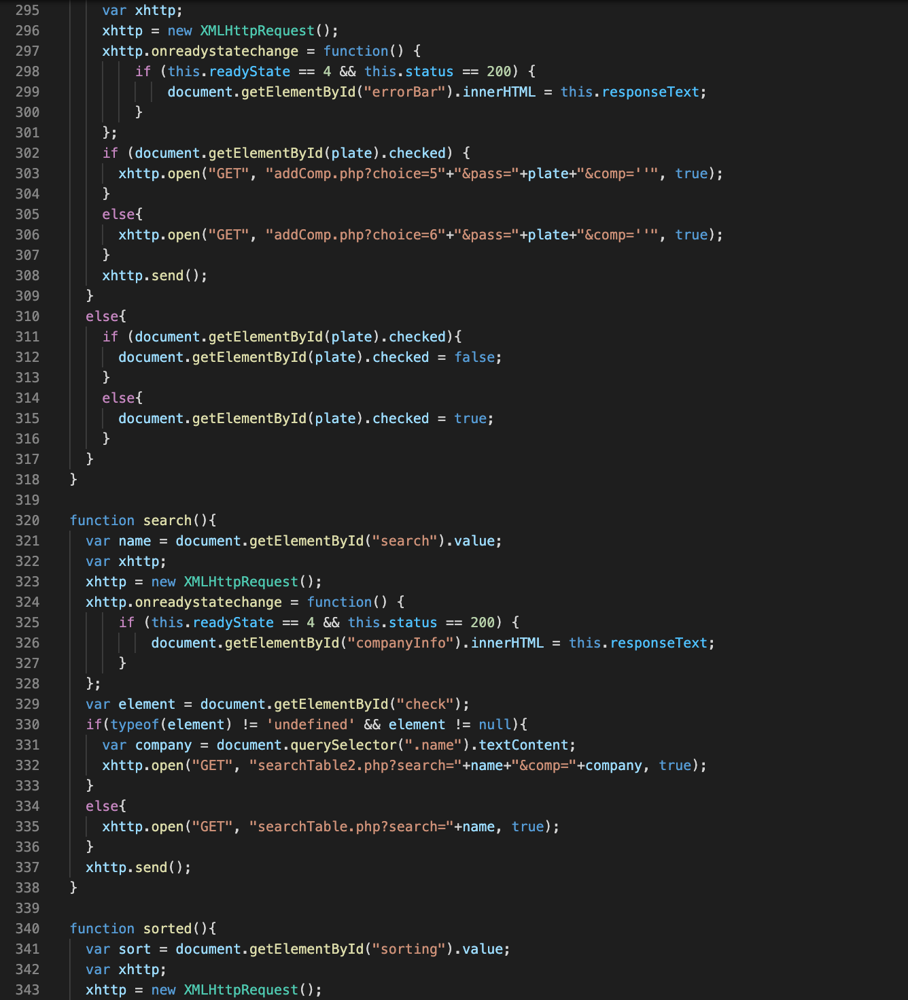 295 var xhttp;
296 xhttp = new XMLHttpRequest();
297 xhttp.onreadystatechange = function() {
298 if (this.readyState == 4 && this.status == 200) {
299 document.getElementById("errorBar").innerHTML = this.responseText;
300 }
301 };
302 if (document.getElementById(plate).checked) {
303 xhttp.open("GET", "addComp.php?choice=5"+"&pass="+plate+"&comp=''", true);
304 }
305 else{
306 xhttp.open("GET", "addComp.php?choice=6"+"&pass="+plate+"&comp=''", true);
307 }
308 xhttp.send();
309 }
310 else{
311 if (document.getElementById(plate).checked){
312 document.getElementById(plate).checked = false;
313 }
314 else{
315 document.getElementById(plate).checked = true;
316 }
317 }
318 }
319
320 function search(){
321 var name = document.getElementById("search").value;
322 var xhttp;
323 xhttp = new XMLHttpRequest();
324 xhttp.onreadystatechange = function() {
325 if (this.readyState == 4 && this.status == 200) {
326 document.getElementById("companyInfo").innerHTML = this.responseText;
327 }
328 };
329 var element = document.getElementById("check");
330 if(typeof(element) != 'undefined' && element != null){
331 var company = document.querySelector(".name").textContent;
332 xhttp.open("GET", "searchTable2.php?search="+name+"&comp="+company, true);
333 }
334 else{
335 xhttp.open("GET", "searchTable.php?search="+name, true);
336 }
337 xhttp.send();
338 }
339
340 function sorted(){
341 var sort = document.getElementById("sorting").value;
342 var xhttp;
343 xhttp = new XMLHttpRequest();